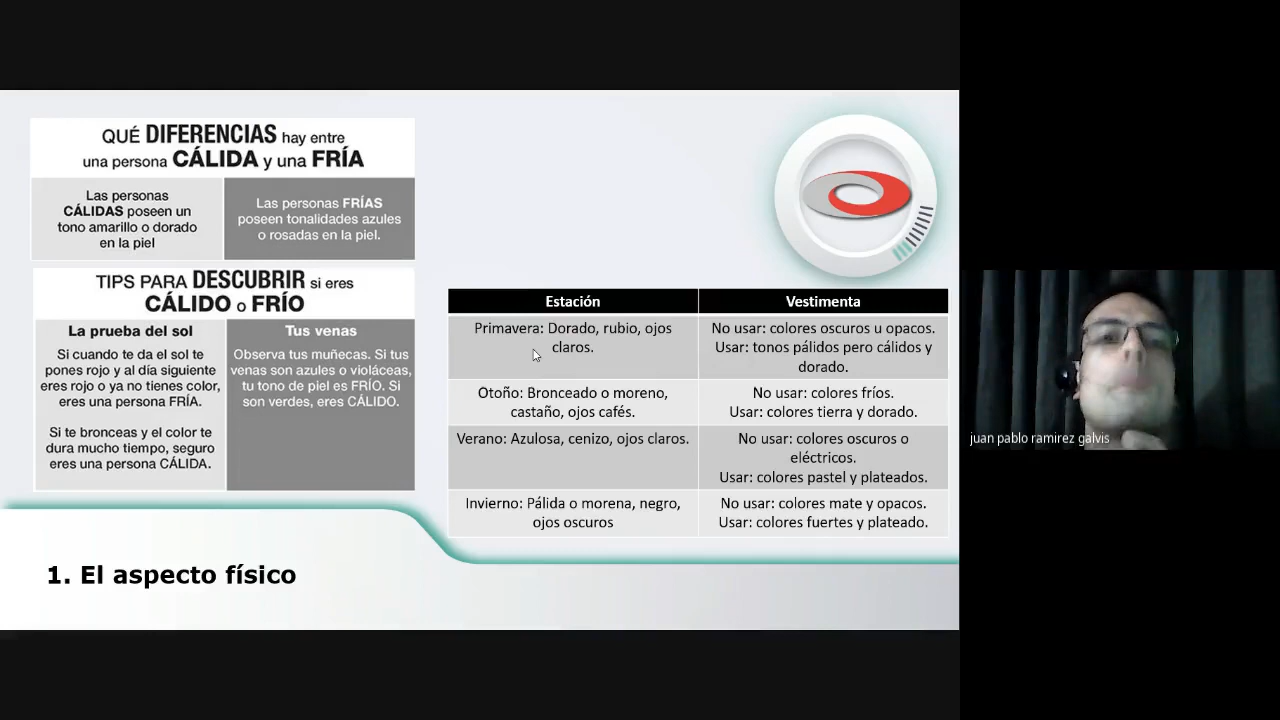 QUÉ DIFERENCIAS hay entre
una persona CÁLIDA y una FRÍA
Las personas
CÁLIDAS poseen un
tono amarillo o dorado
en la piel
Las personas FRÍAS
poseen tonalidades azules
o rosadas en la piel.
TIPS PARA DESCUBRIR si eres
CÁLIDO o FRÍO
La prueba del sol
Si cuando te da el sol te
pones rojo y al día siguiente
eres rojo o ya no tienes color,
eres una persona FRÍA.
Si te bronceas y el color te
dura mucho tiempo, seguro
eres una persona CÁLIDA.
Tus venas
Observa tus muñecas. Si tus
venas son azules o violáceas,
tu tono de piel es FRÍO. Si
son verdes, eres CÁLIDO.
Estación
Vestimenta
Primavera: Dorado, rubio, ojos
claros.
No usar: colores oscuros u opacos.
Usar: tonos pálidos pero cálidos y
dorado.
Otoño: Bronceado o moreno,
castaño, ojos cafés.
No usar: colores fríos.
Usar: colores tierra y dorado.
Verano: Azulosa, cenizo, ojos claros.
No usar: colores oscuros o
eléctricos.
Usar: colores pastel y plateados.
Invierno: Pálida o morena, negro,
ojos oscuros
No usar: colores mate y opacos.
Usar: colores fuertes y plateado.
1. El aspecto físico
juan pablo ramirez galvis